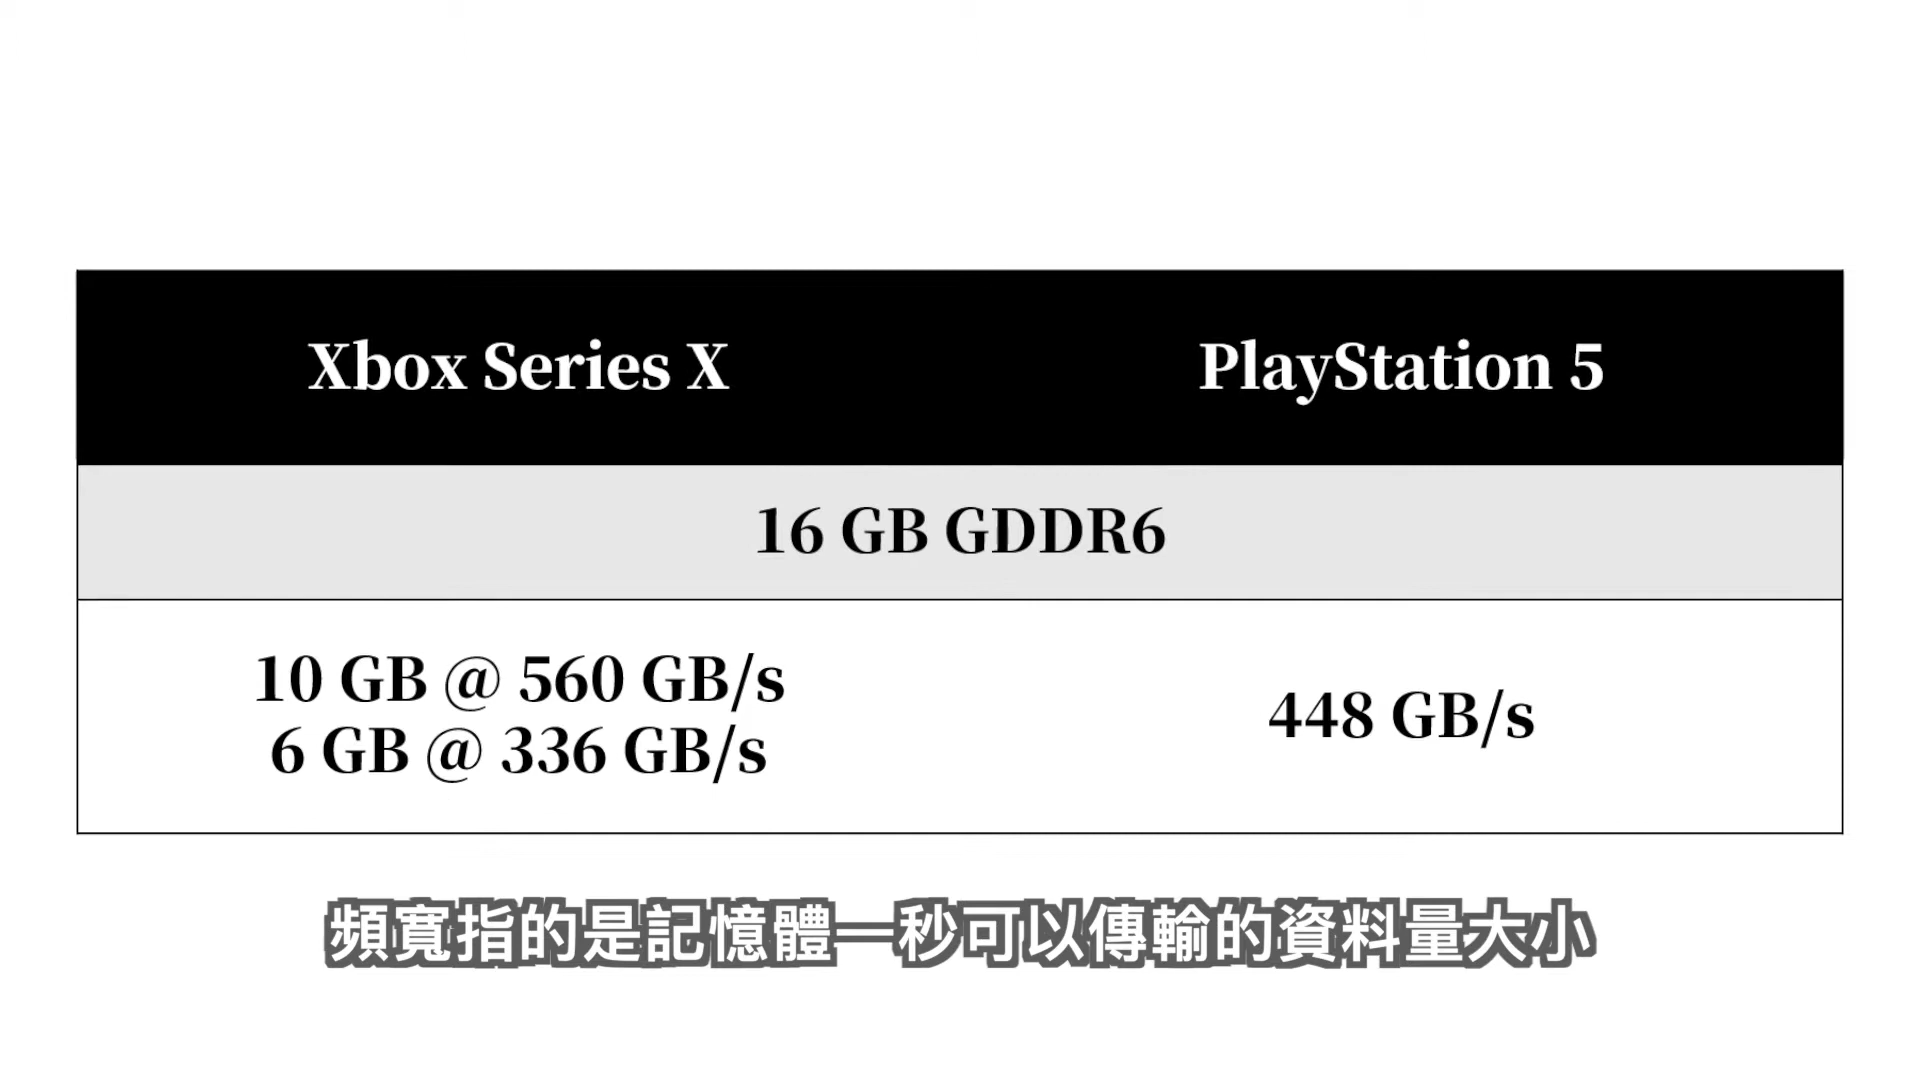 Xbox Series X
PlayStation 5
16 GB GDDR6
10 GB @ 560 GB/s
6 GB @ 336 GB/s
448 GB/s
頻寬指的是記憶體一秒可以傳輸的資料量大小